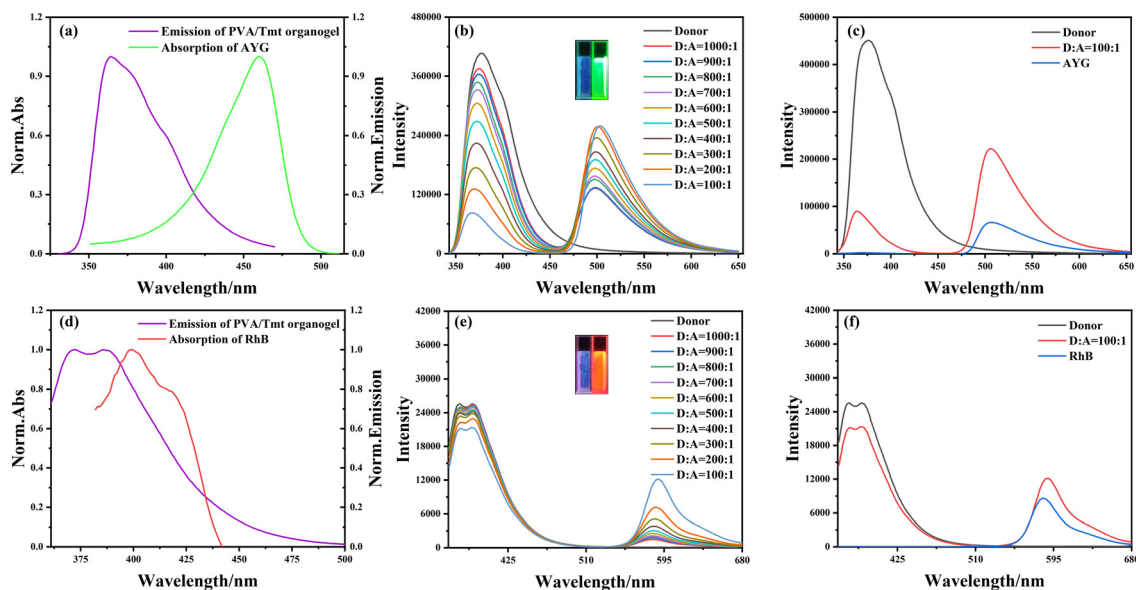 (a)
Emission of PVA/Tmt organogel
Absorption of AYG
1.2
0.9
0.6
0.3
0.0
Norm.Abs
1.0
0.8
0.6
0.4
0.2
0.0
Norm.Emission
350
400
450
500
Wavelength/nm
(b)
Donor
D:A=1000:1
D:A=900:1
D:A=800:1
D:A=700:1
D:A=600:1
D:A=500:1
D:A=400:1
D:A=300:1
D:A=200:1
D:A=100:1
480000
360000
240000
120000
0
Intensity
350
400
450
500
550
600
650
Wavelength/nm
(c)
Donor
D:A=100:1
AYG
500000
400000
300000
200000
100000
0
Intensity
350
400
450
500
550
600
650
Wavelength/nm
(d)
Emission of PVA/Tmt organogel
Absorption of RhB
1.2
1.0
0.8
0.6
0.4
0.2
0.0
Norm.Abs
1.2
1.0
0.8
0.6
0.4
0.2
0.0
Norm.Emission
375
400
425
450
475
500
Wavelength/nm
(e)
Donor
D:A=1000:1
D:A=900:1
D:A=800:1
D:A=700:1
D:A=600:1
D:A=500:1
D:A=400:1
D:A=300:1
D:A=200:1
D:A=100:1
42000
36000
30000
24000
18000
12000
6000
0
Intensity
425
510
595
680
Wavelength/nm
(f)
Donor
D:A=100:1
RhB
42000
36000
30000
24000
18000
12000
6000
0
Intensity
425
510
595
680
Wavelength/nm